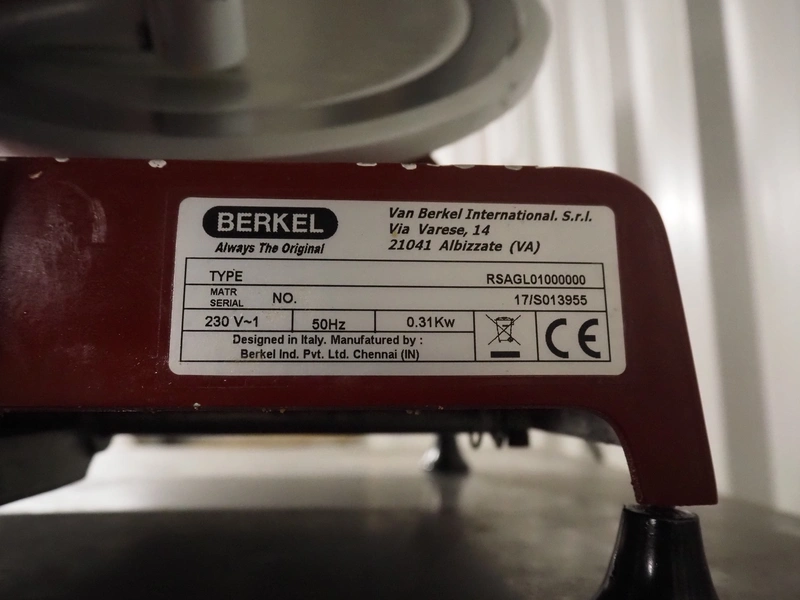 BERKEL
Always The Original
Van Berkel International. S.r.l.
Via Varese, 14
21041 Albizzate (VA)
TYPE RSAGL01000000
MATR SERIAL NO. 17/S013955
230 V~1 50Hz 0.31Kw
Designed in Italy. Manufatured by :
Berkel Ind. Pvt. Ltd. Chennai (IN)
CE